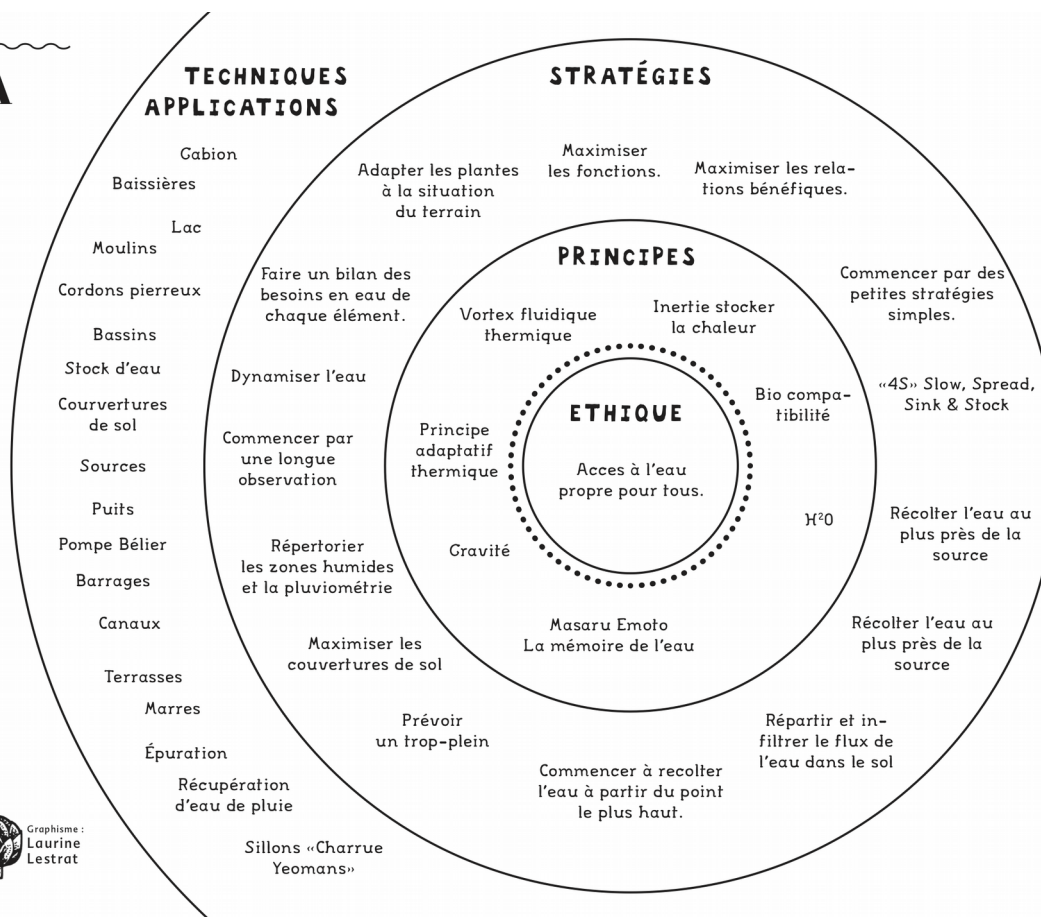 A
TECHNIQUES
APPLICATIONS
Gabion
Baissières
Lac
Moulins
Cordons pierreux
Bassins
Stock d'eau
Courvertures
de sol
Sources
Puits
Pompe Bélier
Barrages
Canaux
Terrasses
Marres
Épuration
Récupération
d'eau de pluie
Sillons «Charrue
Yeomans»
STRATÉGIES
Adapter les plantes
à la situation
du terrain
Maximiser
les fonctions.
Maximiser les rela-
tions bénéfiques.
Faire un bilan des
besoins en eau de
chaque élément.
Commencer par des
petites stratégies
simples.
Dynamiser l'eau
«4S» Slow, Spread,
Sink & Stock
Commencer par
une longue
observation
Récolter l'eau au
plus près de la
source
Répertorier
les zones humides
et la pluviométrie
Récolter l'eau au
plus près de la
source
Maximiser les
couvertures de sol
Prévoir
un trop-plein
Commencer à recolter
l'eau à partir du point
le plus haut.
Répartir et in-
filtrer le flux de
l'eau dans le sol
PRINCIPES
Vortex fluidique
thermique
Inertie stocker
la chaleur
Bio compa-
tibilité
Principe
adaptatif
thermique
H²O
Gravité
Masaru Emoto
La mémoire de l'eau
ETHIQUE
Acces à l'eau
propre pour tous.
Graphisme :
Laurine
Lestrat